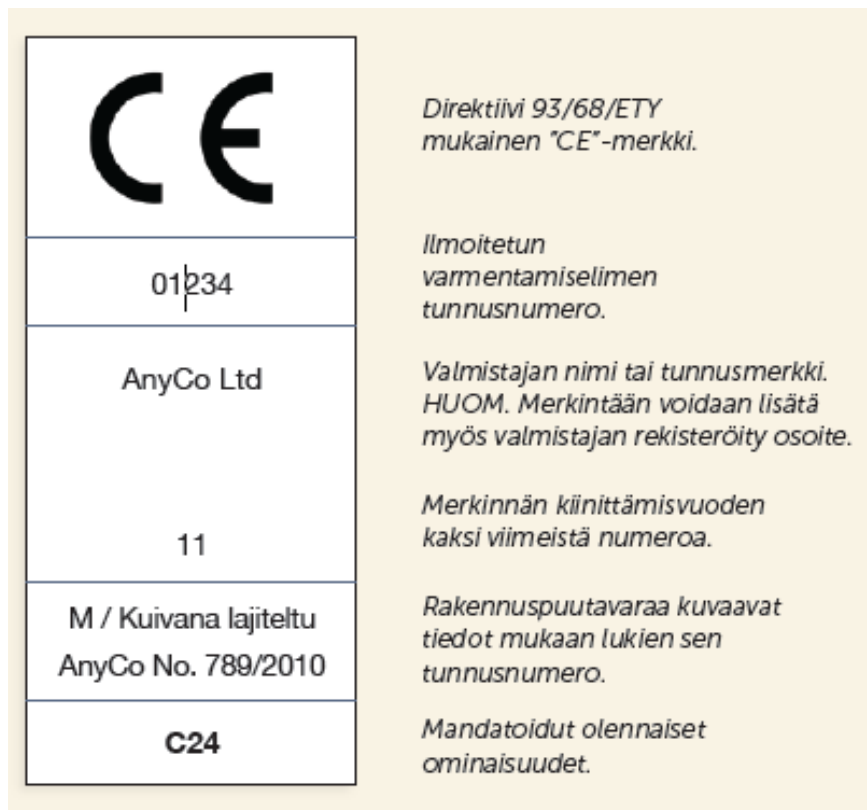 CE
Direktiivi 93/68/ETY
mukainen "CE"-merkki.
01234
Ilmoitetun
varmentamiselimen
tunnusnumero.
AnyCo Ltd
Valmistajan nimi tai tunnusmerkki.
HUOM. Merkintään voidaan lisätä
myös valmistajan rekisteröity osoite.
11
Merkinnän kiinittämisvuoden
kaksi viimeistä numeroa.
M / Kuivana lajiteltu
AnyCo No. 789/2010
Rakennuspuutavaraa kuvaavat
tiedot mukaan lukien sen
tunnusnumero.
C24
Mandatoidut olennaiset
ominaisuudet.